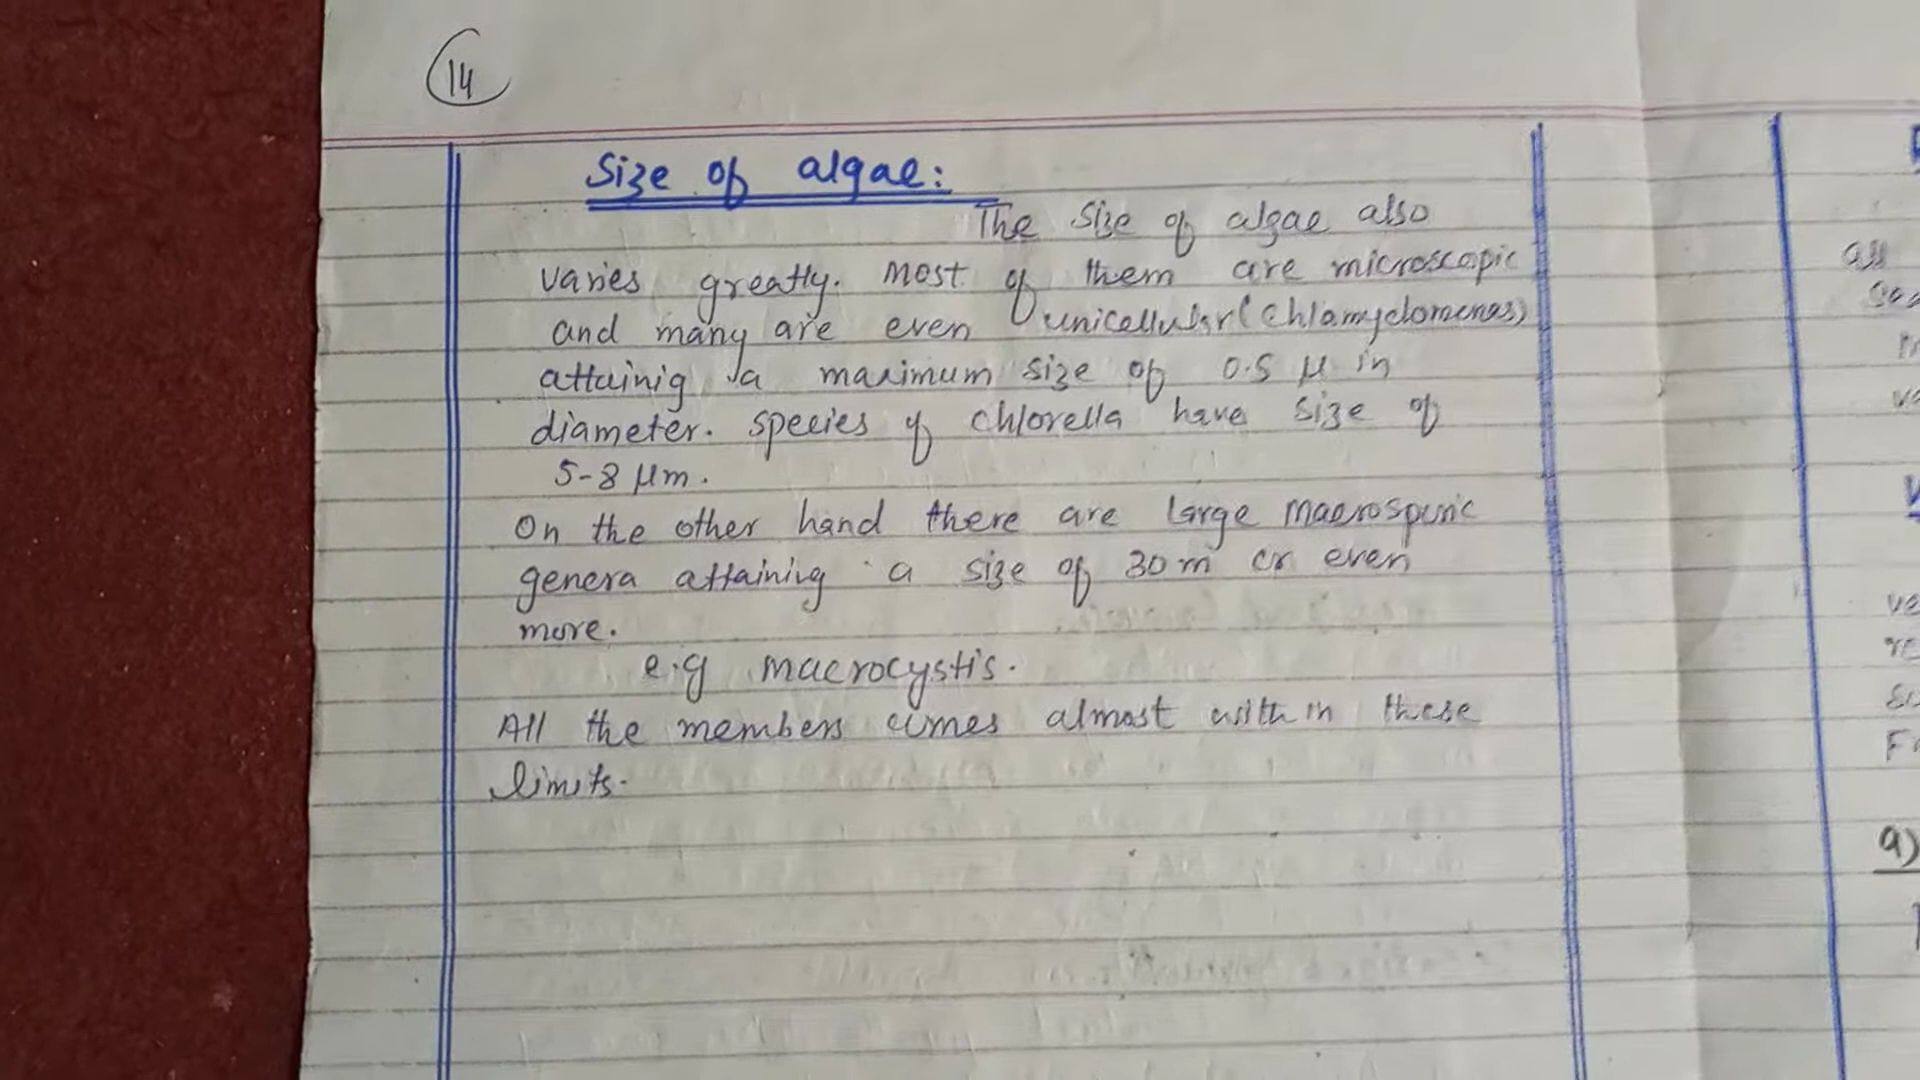 14
Size of algae:
The size of algae also
varies greatly. Most of them are microscopic
and many are even unicellular (Chlamydomonas)
attainig a maximum size of 0.5 µ in
diameter. species of chlorella have size of
5-8 µm.
On the other hand there are large
genera attaining a size of 30m or even
more.
e.g macrocystis.
All the members comes almost with in these
limits.
a)